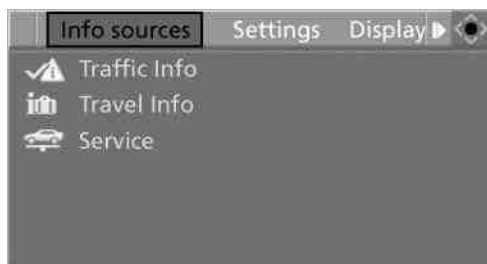 Info sources Settings Display
Traffic Info
Travel Info
Service